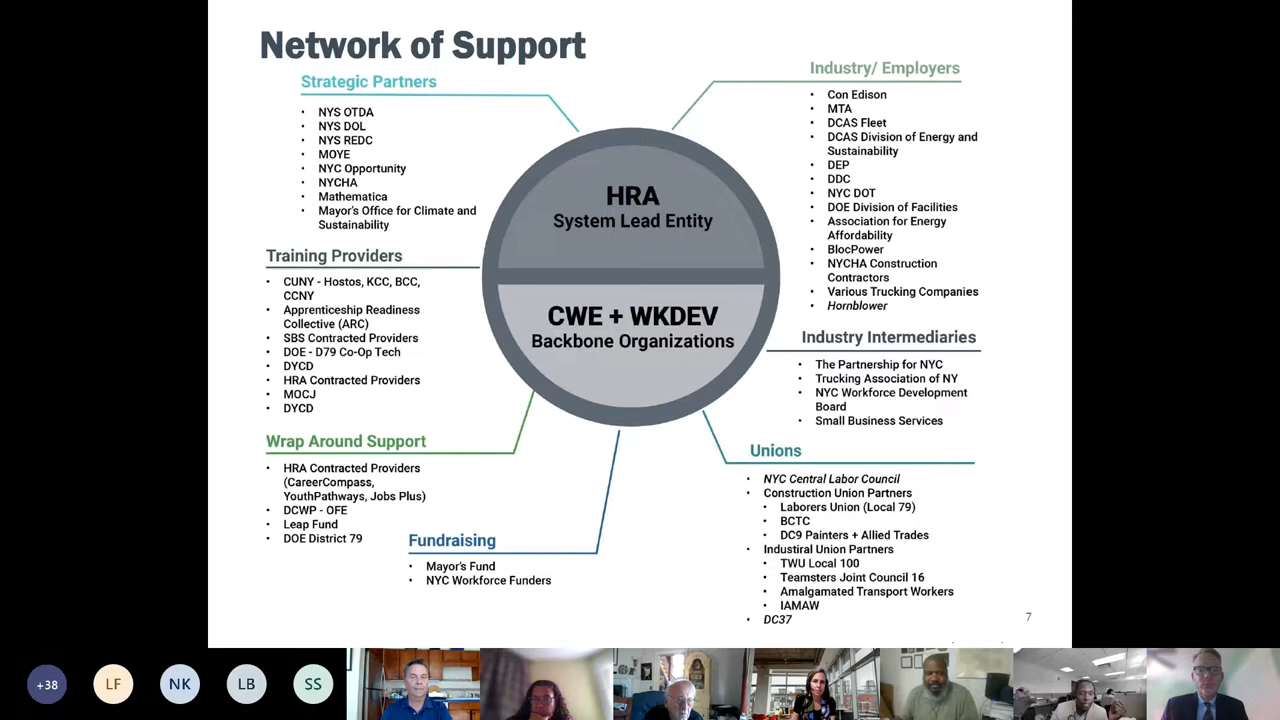 Network of Support
Strategic Partners
• NYS OTDA
• NYS DOL
• NYS REDC
• MOYE
• NYC Opportunity
• NYCHA
• Mathematica
• Mayor's Office for Climate and
Sustainability
Training Providers
• CUNY - Hostos, KCC, BCC,
CCNY
• Apprenticeship Readiness
Collective (ARC)
• SBS Contracted Providers
• DOE - D79 Co-Op Tech
• DYCD
• HRA Contracted Providers
• MOCJ
• DYCD
Wrap Around Support
• HRA Contracted Providers
(CareerCompass,
YouthPathways, Jobs Plus)
• DCWP - OFE
• Leap Fund
• DOE District 79
Fundraising
• Mayor's Fund
• NYC Workforce Funders
HRA
System Lead Entity
CWE + WKDEV
Backbone Organizations
Industry/ Employers
• Con Edison
• MTA
• DCAS Fleet
• DCAS Division of Energy and
Sustainability
• DEP
• DDC
• NYC DOT
• DOE Division of Facilities
• Association for Energy
Affordability
• BlocPower
• NYCHA Construction
Contractors
• Various Trucking Companies
• Hornblower
Industry Intermediaries
• The Partnership for NYC
• Trucking Association of NY
• NYC Workforce Development
Board
• Small Business Services
Unions
• NYC Central Labor Council
• Construction Union Partners
• Laborers Union (Local 79)
• BCTC
• DC9 Painters + Allied Trades
• Industiral Union Partners
• TWU Local 100
• Teamsters Joint Council 16
• Amalgamated Transport Workers
• IAMAW
• DC37
7
+38
LF
NK
LB
SS